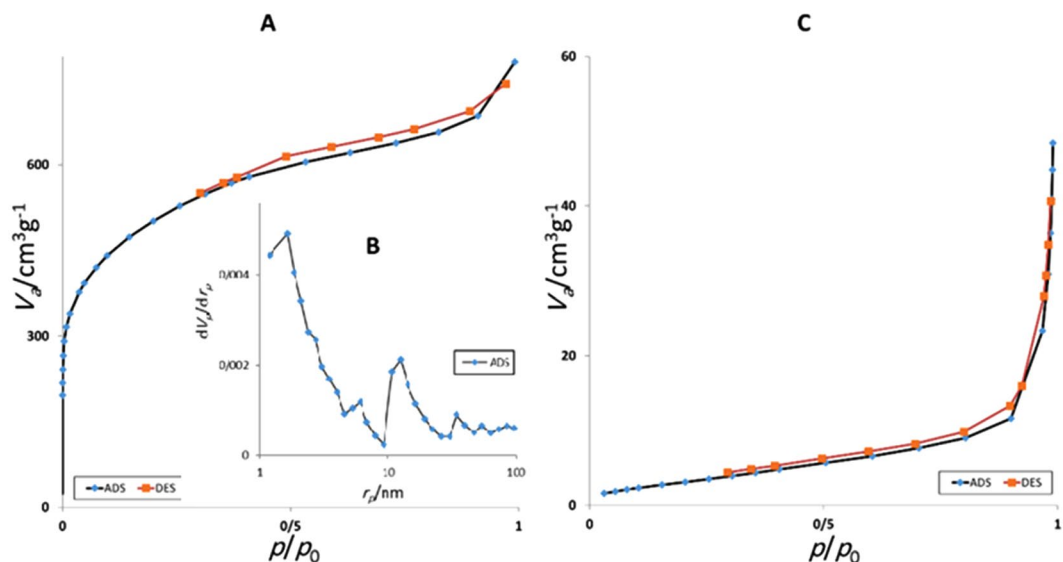 A
C
B
Vₐ/cm³g⁻¹
600
300
0
0
0/5
1
p/p₀
ADS DES
dVₚ/drₚ
0/004
0/002
0
1
10
100
rₚ/nm
ADS
Vₐ/cm³g⁻¹
60
40
20
0
0
0/5
1
p/p₀
ADS DES